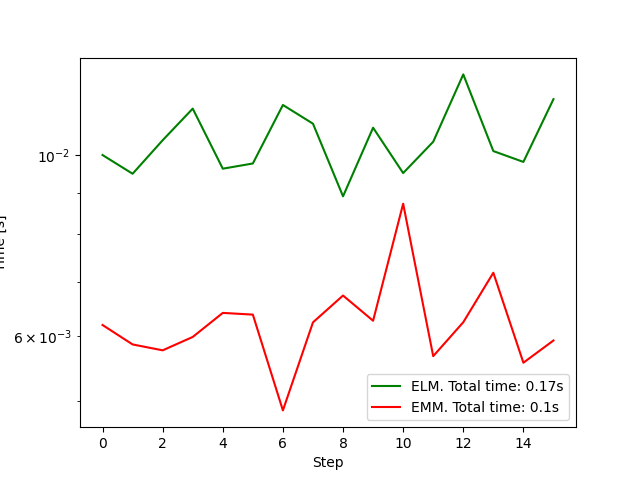 10⁻²
6 × 10⁻³
0 2 4 6 8 10 12 14
Step
ELM. Total time: 0.17s
EMM. Total time: 0.1s